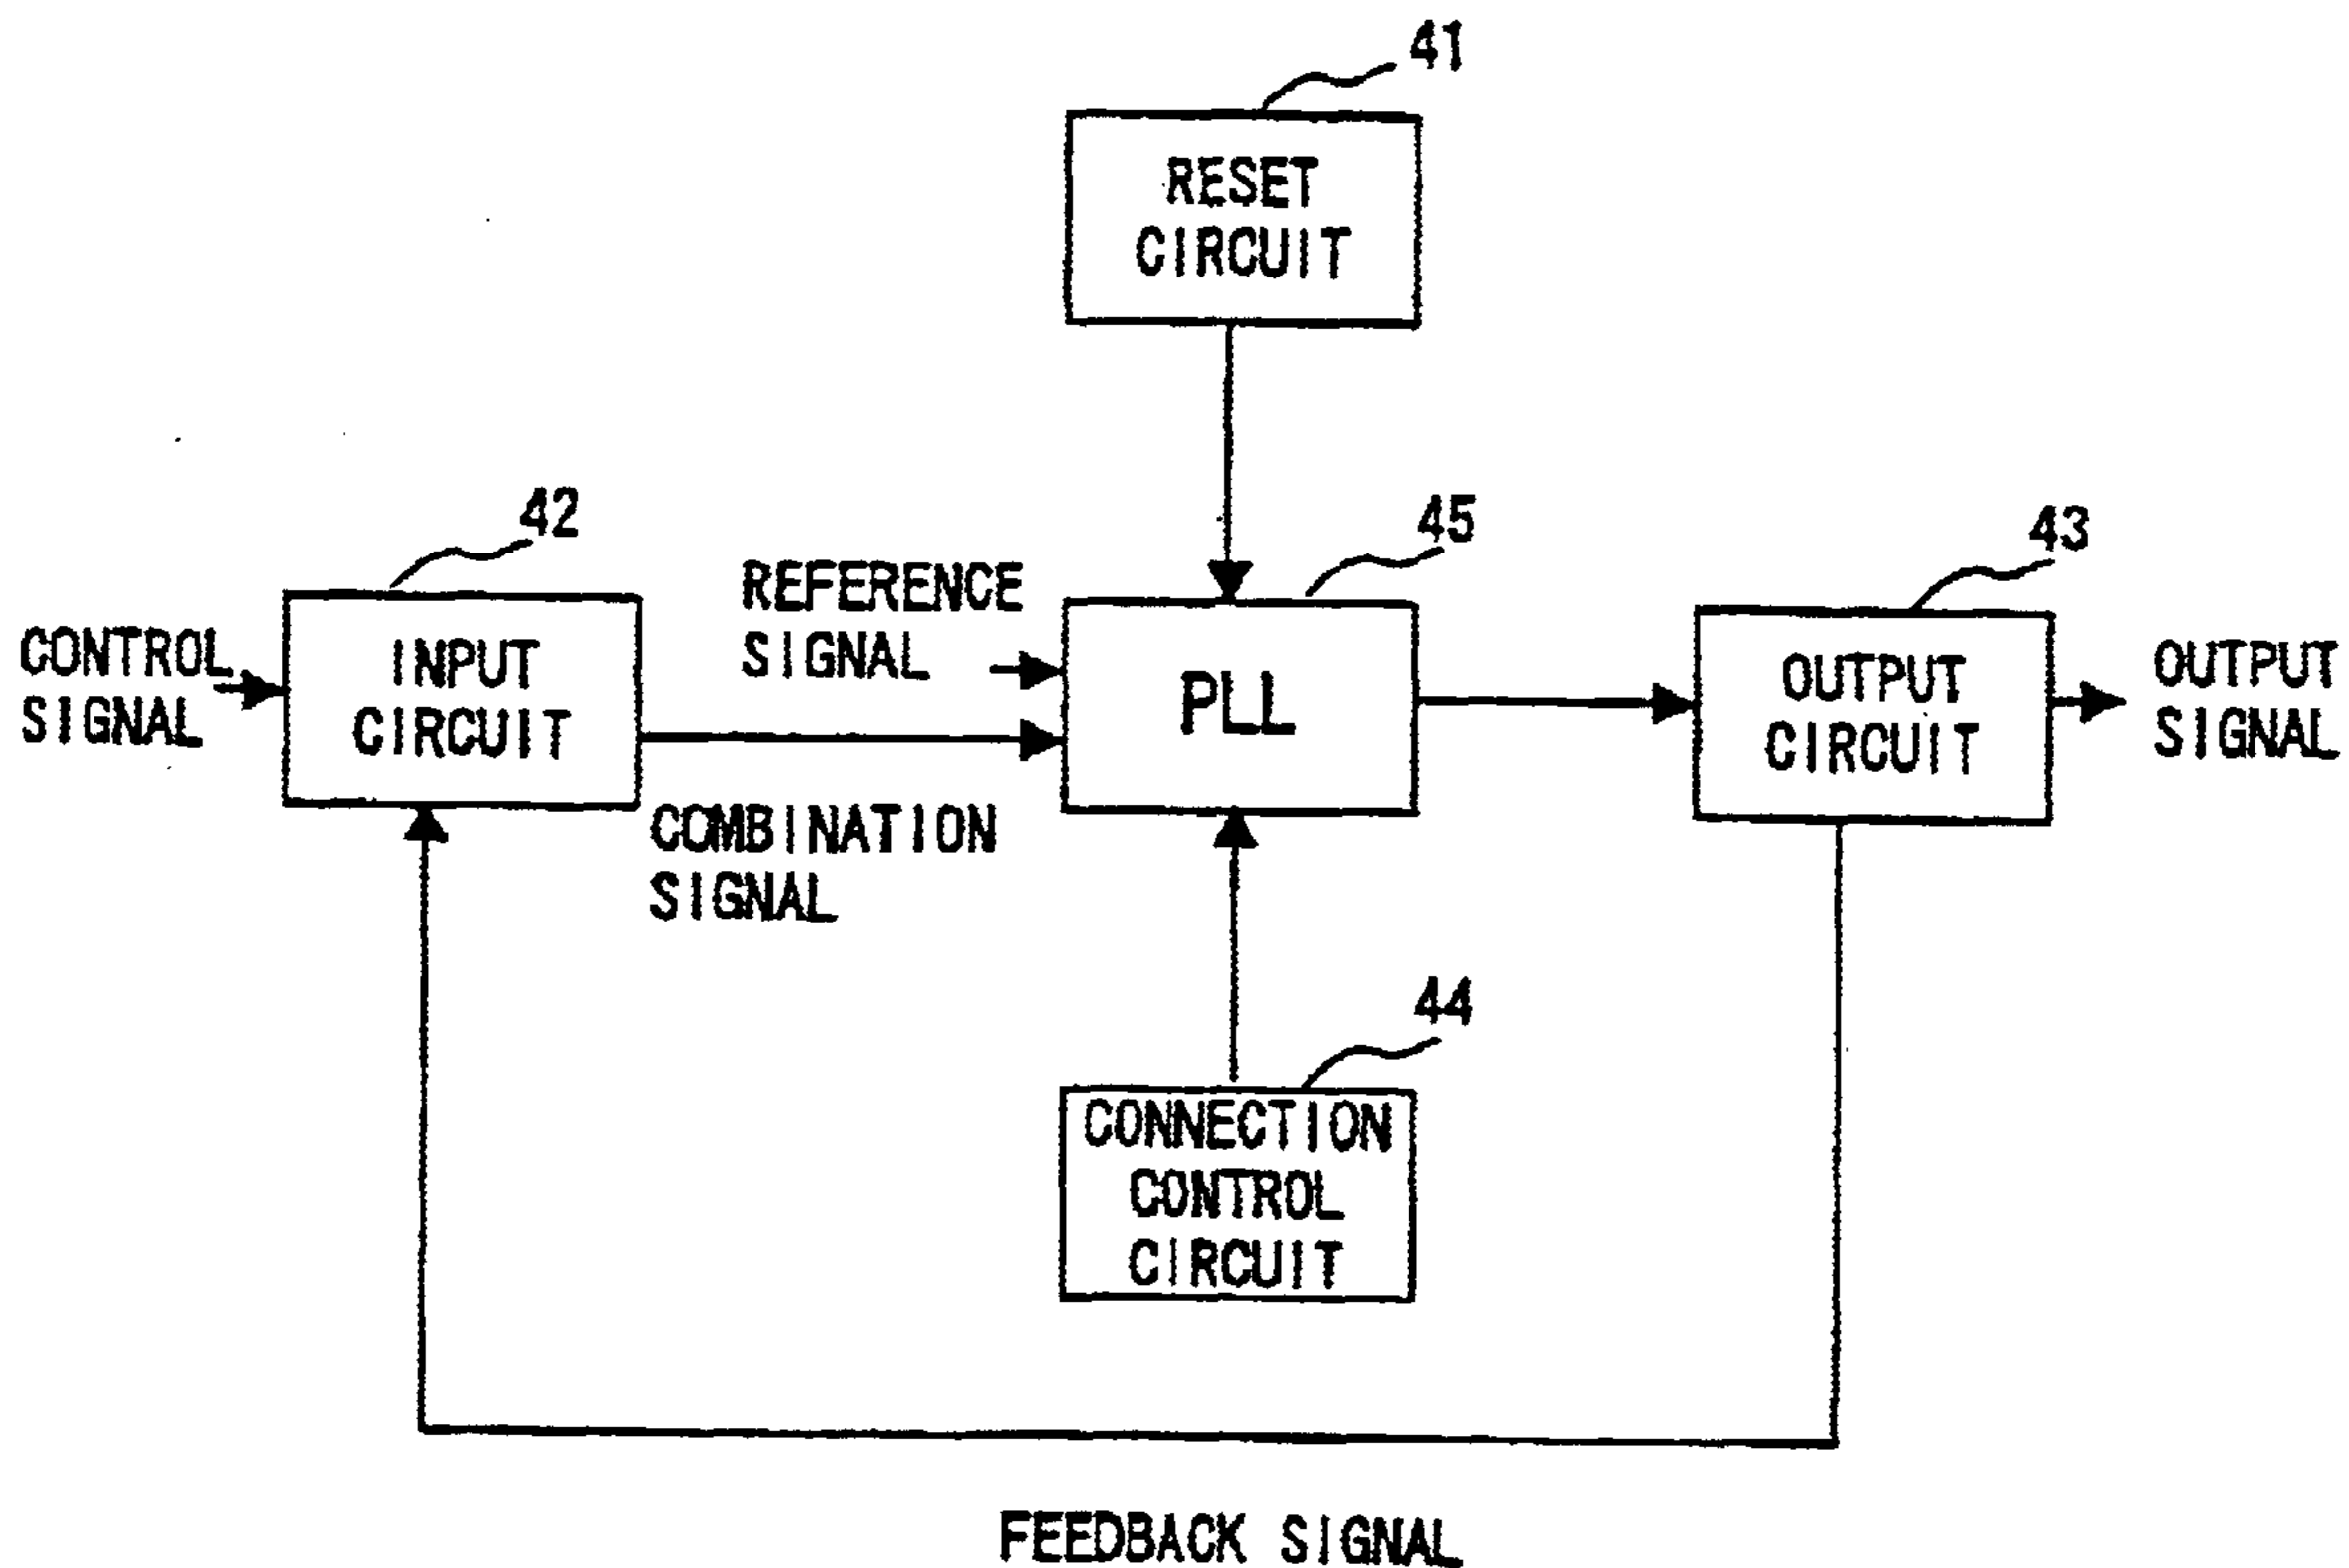 41
RESET
CIRCUIT
42
45
43
REFERENCE
SIGNAL
CONTROL
SIGNAL
INPUT
CIRCUIT
PLL
OUTPUT
CIRCUIT
OUTPUT
SIGNAL
COMBINATION
SIGNAL
44
CONNECTION
CONTROL
CIRCUIT
FEEDBACK SIGNAL